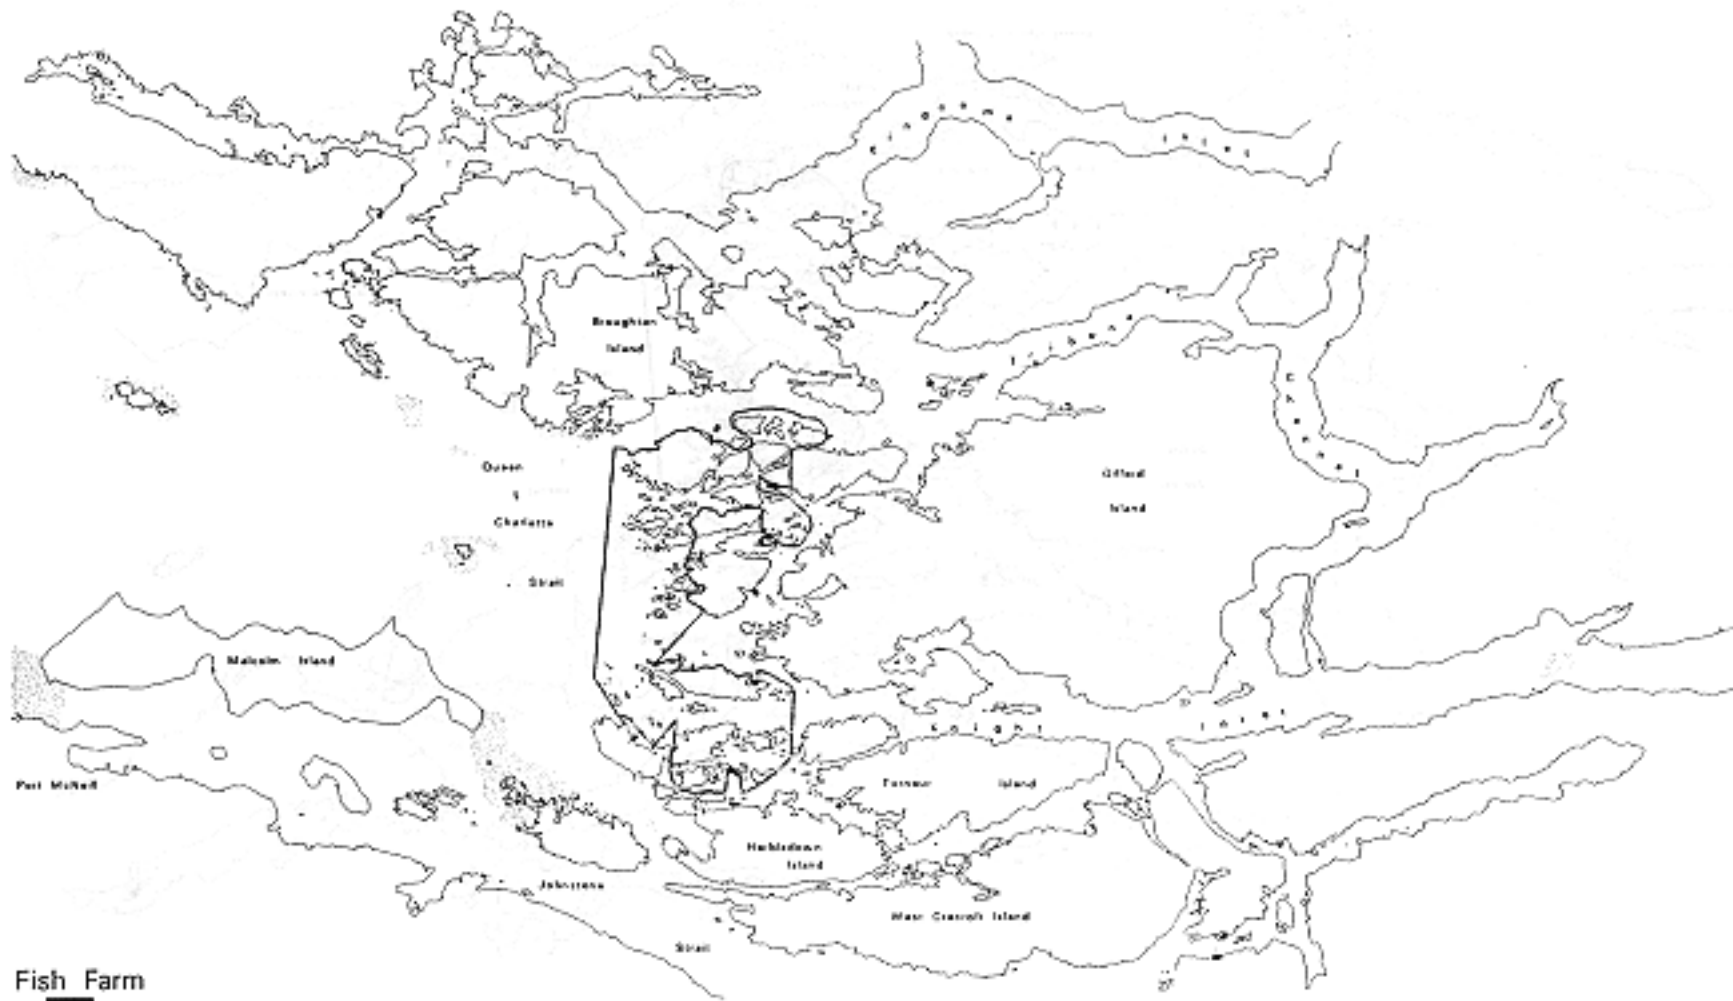 Kingcome
Inlet
Broughton
Island
Tribune
Channel
Queen
Charlotte
Strait
Gilford
Island
Malcolm Island
Knight
Inlet
Port McNeill
Turnour Island
Harbledown
Island
Johnstone
Strait
West Cracroft Island
Fish Farm